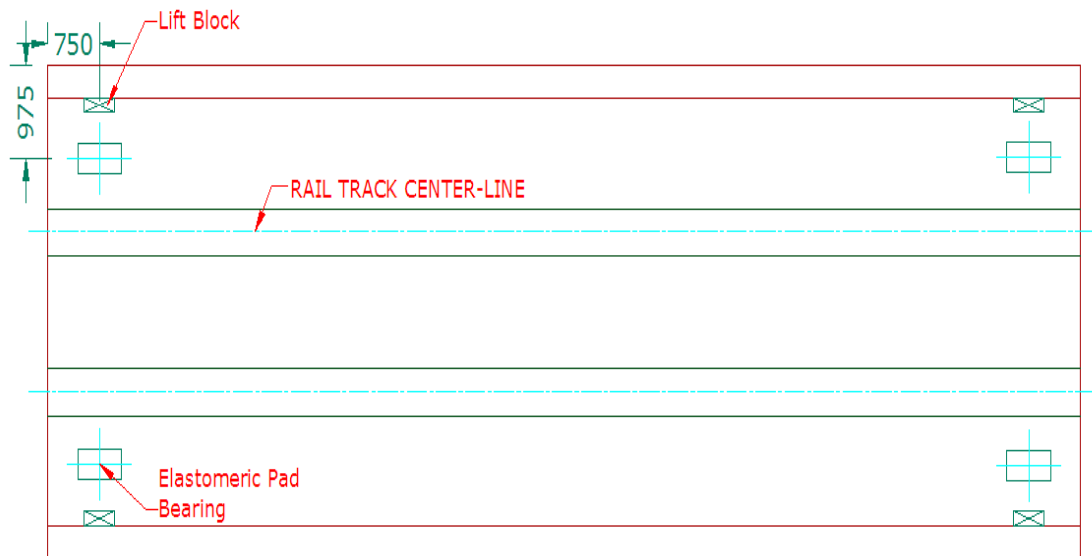 Lift Block
750
975
RAIL TRACK CENTER-LINE
Elastomeric Pad
Bearing